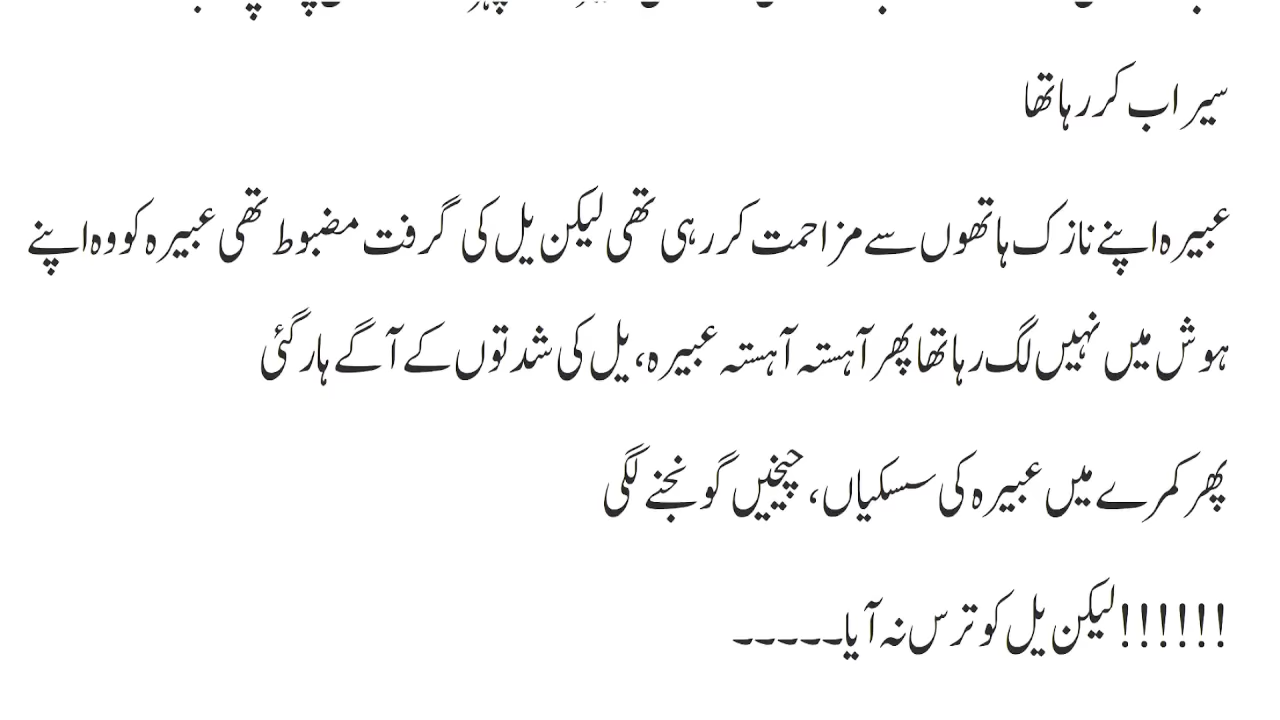 سیراب کر رہا تھا
عبیرہ اپنے نازک ہاتھوں سے مزاحمت کر رہی تھی لیکن یل کی گرفت مضبوط تھی عبیرہ کو وہ اپنے
ہوش میں نہیں لگ رہا تھا پھر آہستہ آہستہ عبیرہ، یل کی شدتوں کے آگے ہار گئی
پھر کمرے میں عبیرہ کی سسکیاں، چیخیں گونجنے لگی
!!!!!!لیکن یل کو ترس نہ آیا۔۔۔۔۔